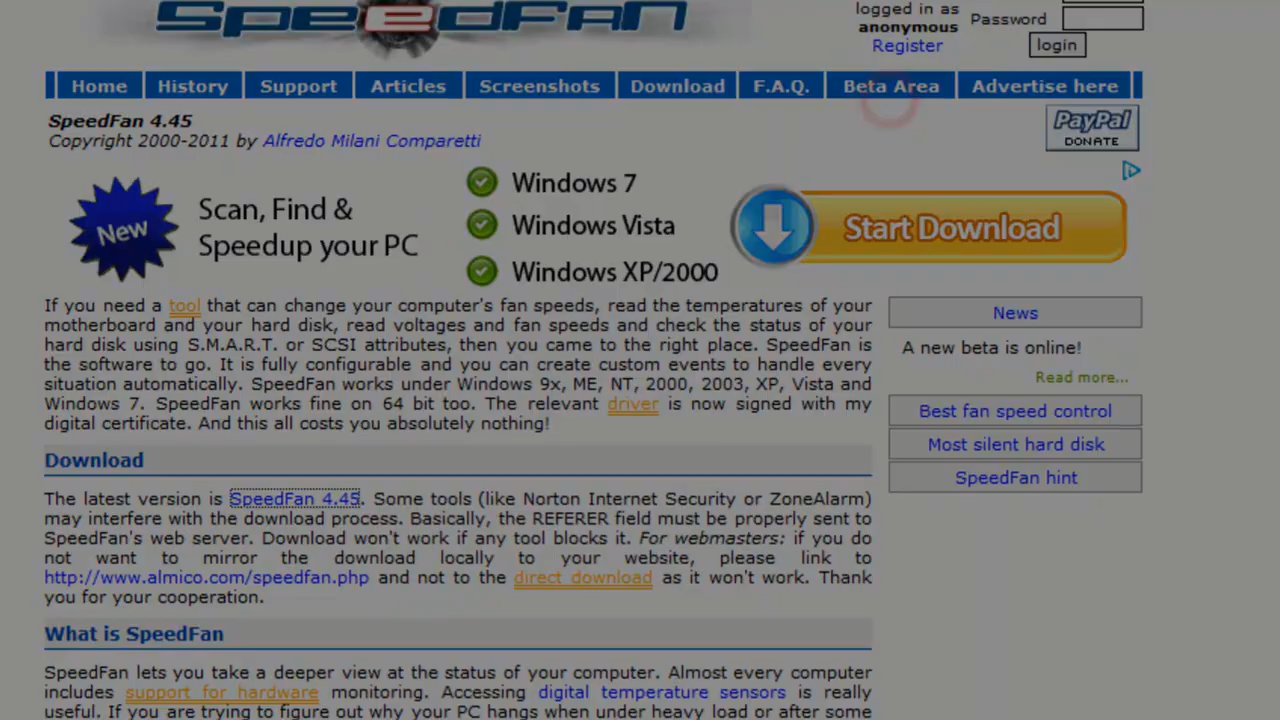 SpeedFan
logged in as
anonymous
Register
Password
login
Home History Support Articles Screenshots Download F.A.Q. Beta Area Advertise here
SpeedFan 4.45
Copyright 2000-2011 by Alfredo Milani Comparetti
PayPal
DONATE
New
Scan, Find &
Speedup your PC
Windows 7
Windows Vista
Windows XP/2000
Start Download
If you need a tool that can change your computer's fan speeds, read the temperatures of your
motherboard and your hard disk, read voltages and fan speeds and check the status of your
hard disk using S.M.A.R.T. or SCSI attributes, then you came to the right place. SpeedFan is
the software to go. It is fully configurable and you can create custom events to handle every
situation automatically. SpeedFan works under Windows 9x, ME, NT, 2000, 2003, XP, Vista and
Windows 7. SpeedFan works fine on 64 bit too. The relevant driver is now signed with my
digital certificate. And this all costs you absolutely nothing!
News
A new beta is online!
Read more...
Best fan speed control
Most silent hard disk
SpeedFan hint
Download
The latest version is SpeedFan 4.45. Some tools (like Norton Internet Security or ZoneAlarm)
may interfere with the download process. Basically, the REFERER field must be properly sent to
SpeedFan's web server. Download won't work if any tool blocks it. For webmasters: if you do
not want to mirror the download locally to your website, please link to
http://www.almico.com/speedfan.php and not to the direct download as it won't work. Thank
you for your cooperation.
What is SpeedFan
SpeedFan lets you take a deeper view at the status of your computer. Almost every computer
includes support for hardware monitoring. Accessing digital temperature sensors is really
useful. If you are trying to figure out why your PC hangs when under heavy load or after some